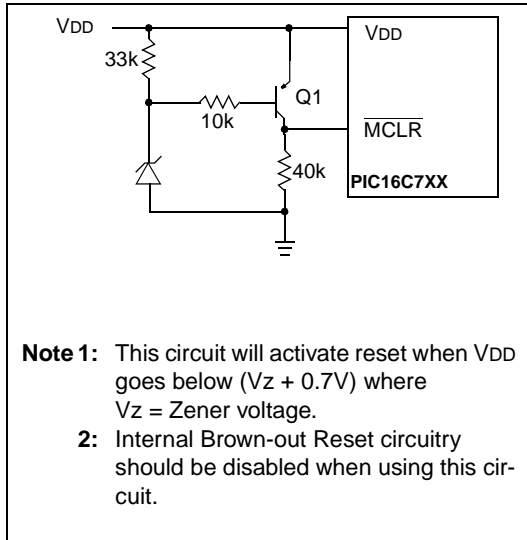 VDD
VDD
33k
Q1
10k
MCLR
40k
PIC16C7XX
Note 1: This circuit will activate reset when VDD
goes below (Vz + 0.7V) where
Vz = Zener voltage.
2: Internal Brown-out Reset circuitry
should be disabled when using this cir-
cuit.